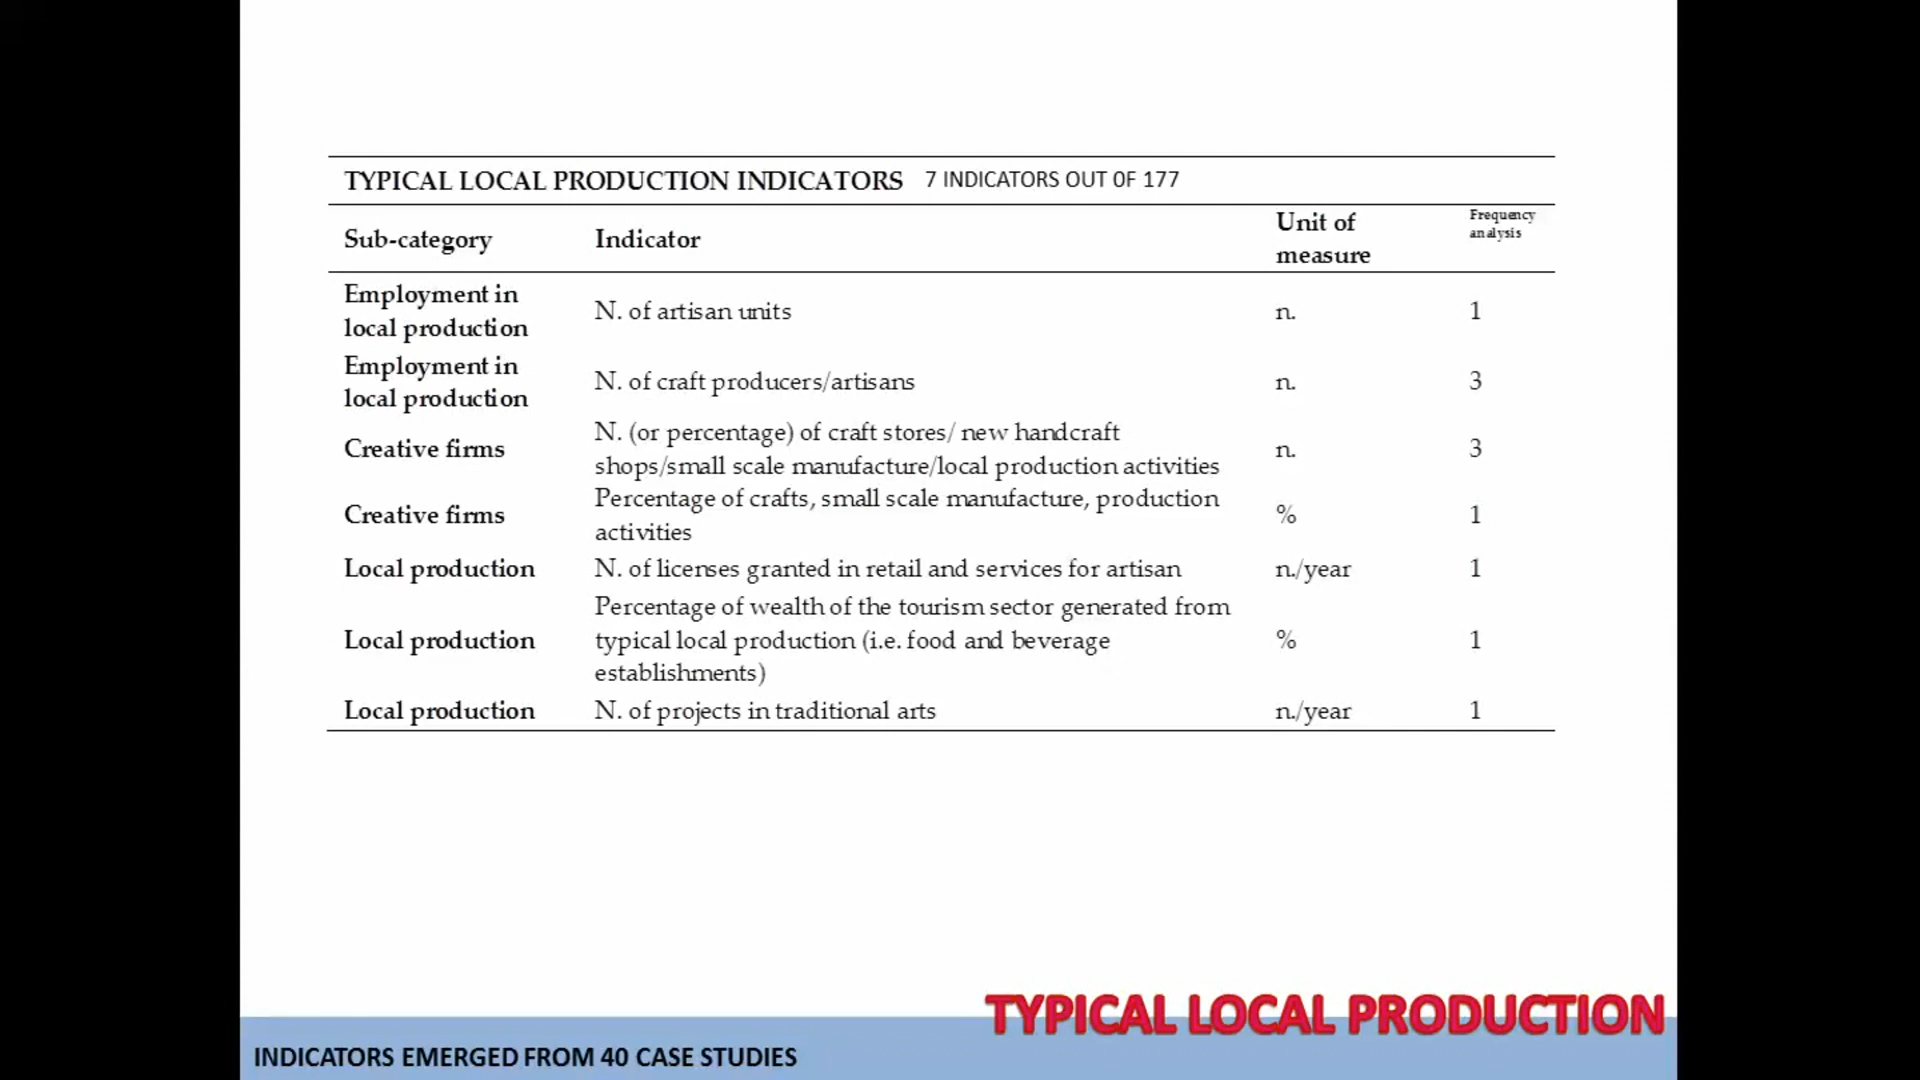 TYPICAL LOCAL PRODUCTION INDICATORS 7 INDICATORS OUT OF 177
Sub-category Indicator Unit of measure Frequency analysis
Employment in local production N. of artisan units n. 1
Employment in local production N. of craft producers/artisans n. 3
Creative firms N. (or percentage) of craft stores/ new handcraft shops/small scale manufacture/local production activities n. 3
Creative firms Percentage of crafts, small scale manufacture, production activities % 1
Local production N. of licenses granted in retail and services for artisan n./year 1
Local production Percentage of wealth of the tourism sector generated from typical local production (i.e. food and beverage establishments) % 1
Local production N. of projects in traditional arts n./year 1
TYPICAL LOCAL PRODUCTION
INDICATORS EMERGED FROM 40 CASE STUDIES